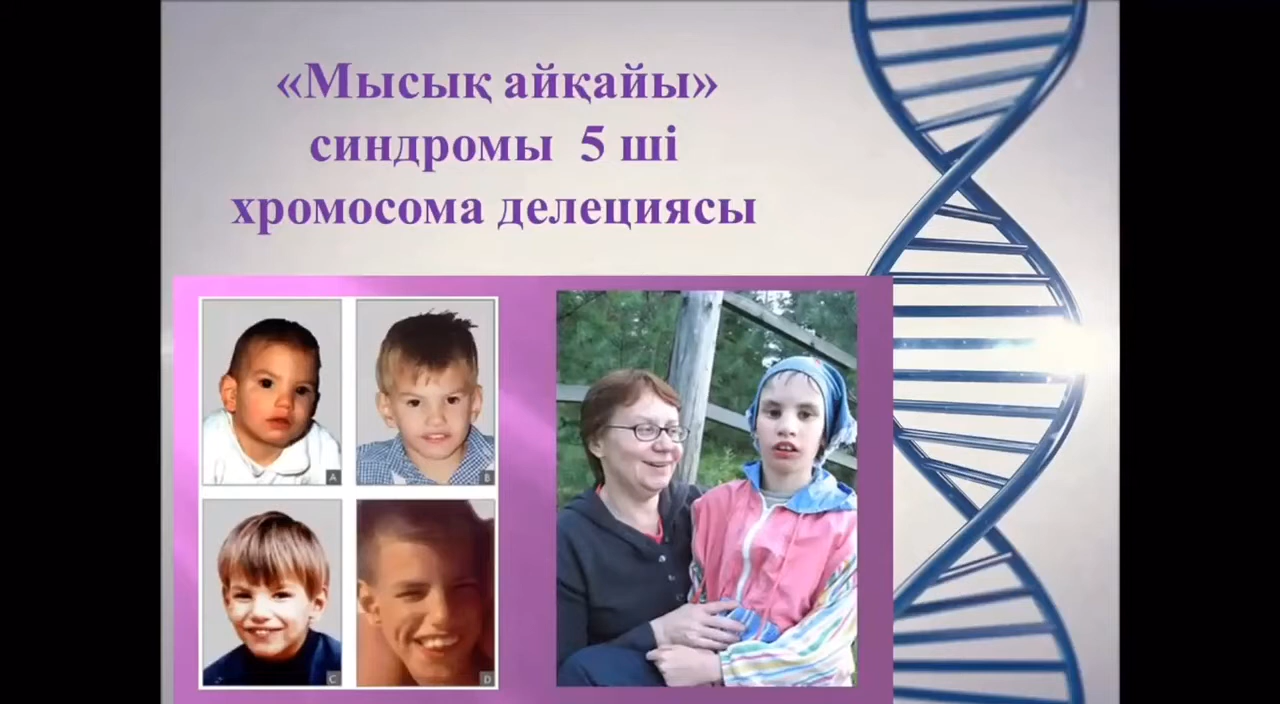 «Мысық айқайы»
синдромы 5 ші
хромосома делециясы
A
B
C
D